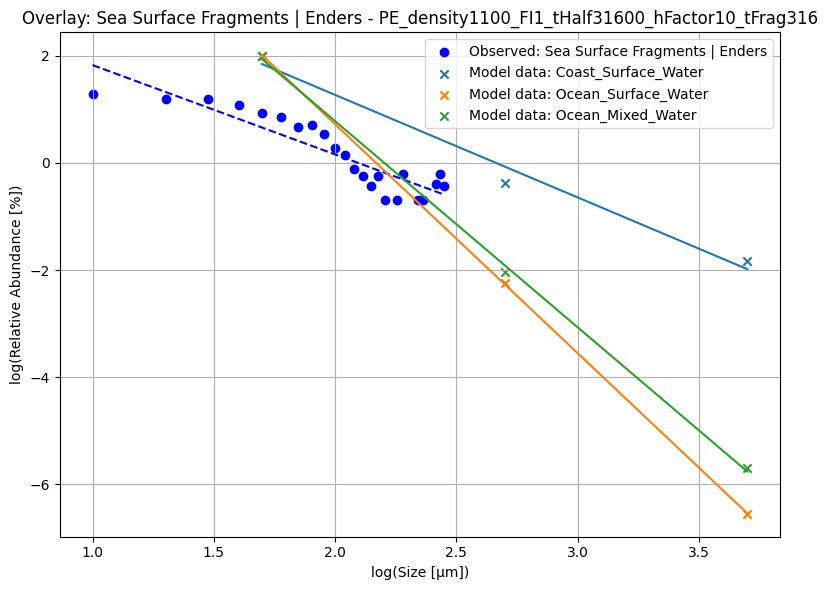 Overlay: Sea Surface Fragments | Enders - PE_density1100_FI1_tHalf31600_hFactor10_tFrag316
Observed: Sea Surface Fragments | Enders
Model data: Coast_Surface_Water
Model data: Ocean_Surface_Water
Model data: Ocean_Mixed_Water
log(Relative Abundance [%])
2
0
−2
−4
−6
1.0 1.5 2.0 2.5 3.0 3.5
log(Size [µm])